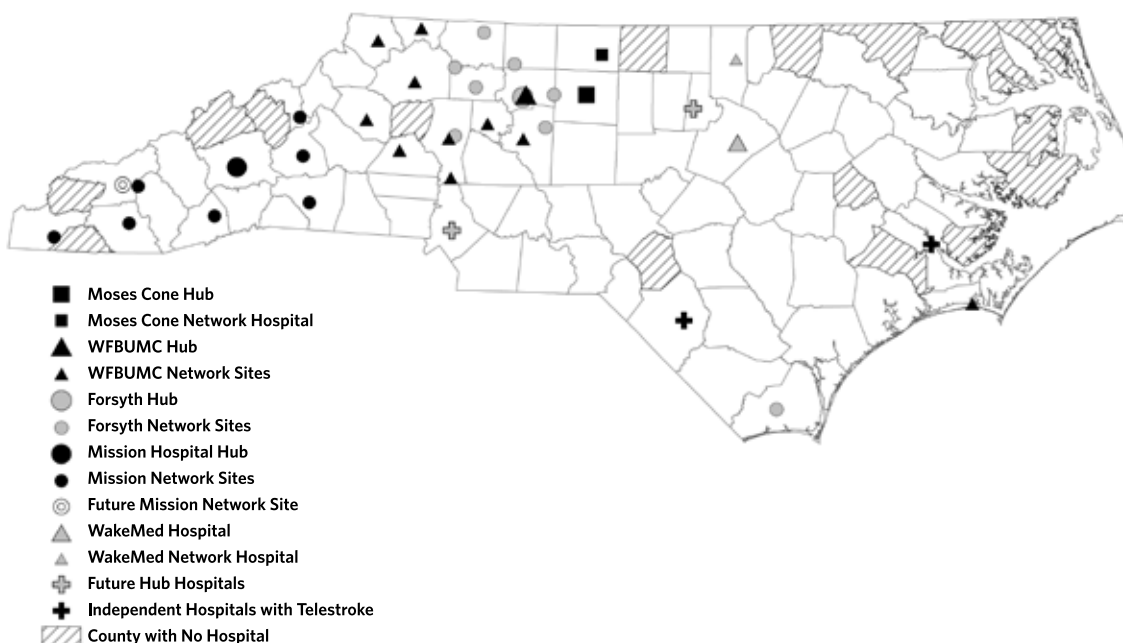 Moses Cone Hub
Moses Cone Network Hospital
WFBUMC Hub
WFBUMC Network Sites
Forsyth Hub
Forsyth Network Sites
Mission Hospital Hub
Mission Network Sites
Future Mission Network Site
WakeMed Hospital
WakeMed Network Hospital
Future Hub Hospitals
Independent Hospitals with Telestroke
County with No Hospital